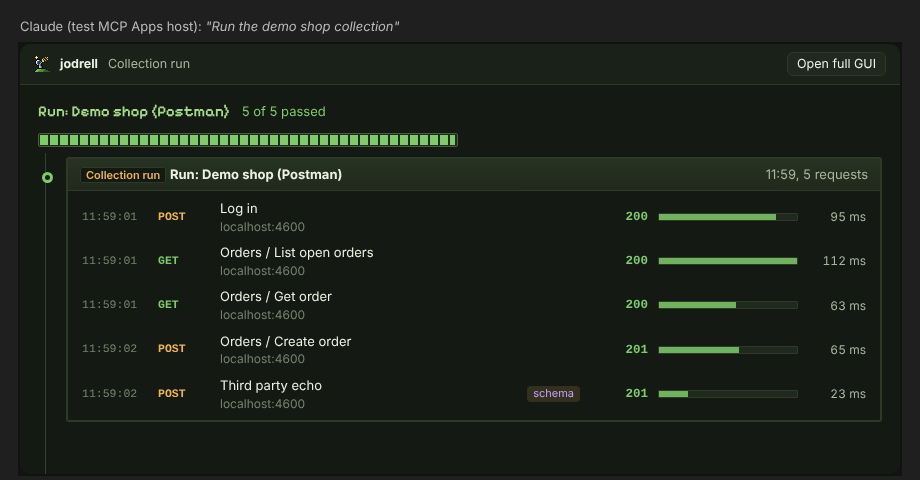 Claude (test MCP Apps host): "Run the demo shop collection"
jodrell Collection run Open full GUI
Run: Demo shop (Postman) 5 of 5 passed
Collection run Run: Demo shop (Postman) 11:59, 5 requests
11:59:01 POST Log in 200 95 ms
localhost:4600
11:59:01 GET Orders / List open orders 200 112 ms
localhost:4600
11:59:01 GET Orders / Get order 200 63 ms
localhost:4600
11:59:02 POST Orders / Create order 201 65 ms
localhost:4600
11:59:02 POST Third party echo schema 201 23 ms
localhost:4600